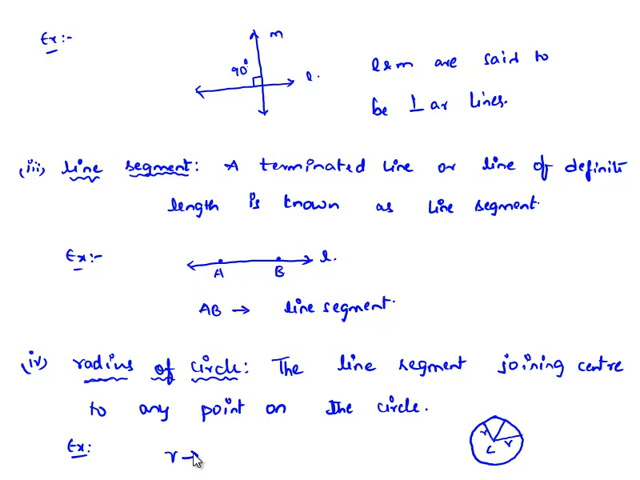 Ex:-
m
90°
l.
l & m are said to
be ⊥ar lines.
(iii) line segment: A terminated line or line of definite
length is known as line segment.
Ex:-
A B l.
AB → line segment.
(iv) radius of circle: The line segment joining centre
to any point on the circle.
Ex: r →
r r
C